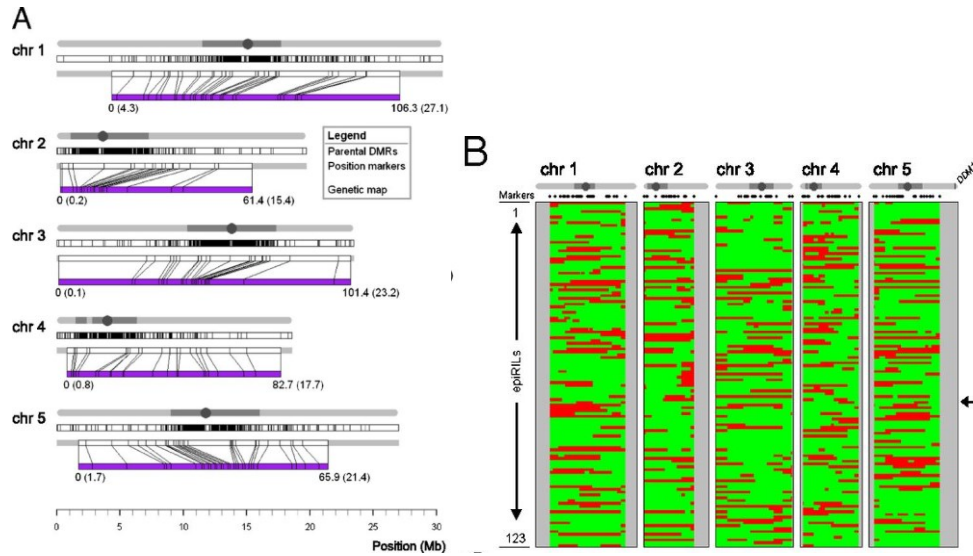 A
chr 1
0 (4.3)
106.3 (27.1)
chr 2
Legend
Parental DMRs
Position markers
Genetic map
0 (0.2)
61.4 (15.4)
chr 3
0 (0.1)
101.4 (23.2)
chr 4
0 (0.8)
82.7 (17.7)
chr 5
0 (1.7)
65.9 (21.4)
0 5 10 15 20 25 30
Position (Mb)
B
chr 1 chr 2 chr 3 chr 4 chr 5
Markers
1
epiRILs
123